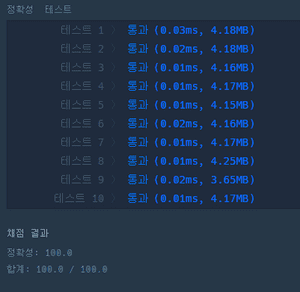 정확성 테스트
테스트 1 〉 통과 (0.03ms, 4.18MB)
테스트 2 〉 통과 (0.02ms, 4.18MB)
테스트 3 〉 통과 (0.01ms, 4.16MB)
테스트 4 〉 통과 (0.01ms, 4.17MB)
테스트 5 〉 통과 (0.01ms, 4.15MB)
테스트 6 〉 통과 (0.02ms, 4.16MB)
테스트 7 〉 통과 (0.01ms, 4.17MB)
테스트 8 〉 통과 (0.01ms, 4.25MB)
테스트 9 〉 통과 (0.02ms, 3.65MB)
테스트 10 〉 통과 (0.01ms, 4.17MB)
채점 결과
정확성: 100.0
합계: 100.0 / 100.0